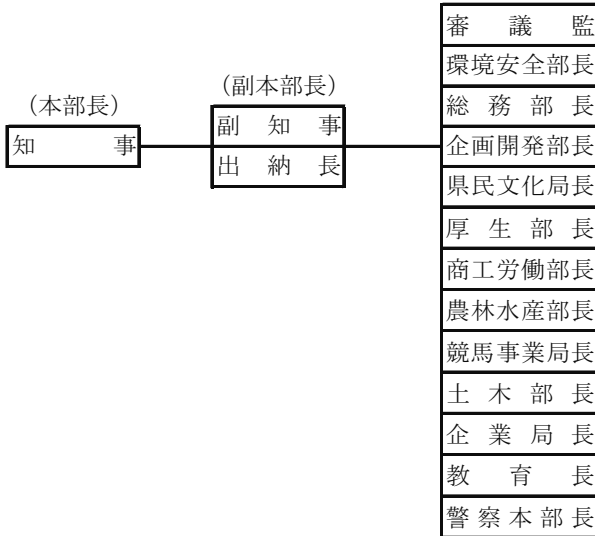 (本部長)
知事
(副本部長)
副知事
出納長
審議監
環境安全部長
総務部長
企画開発部長
県民文化局長
厚生部長
商工労働部長
農林水産部長
競馬事業局長
土木部長
企業局長
教育長
警察本部長